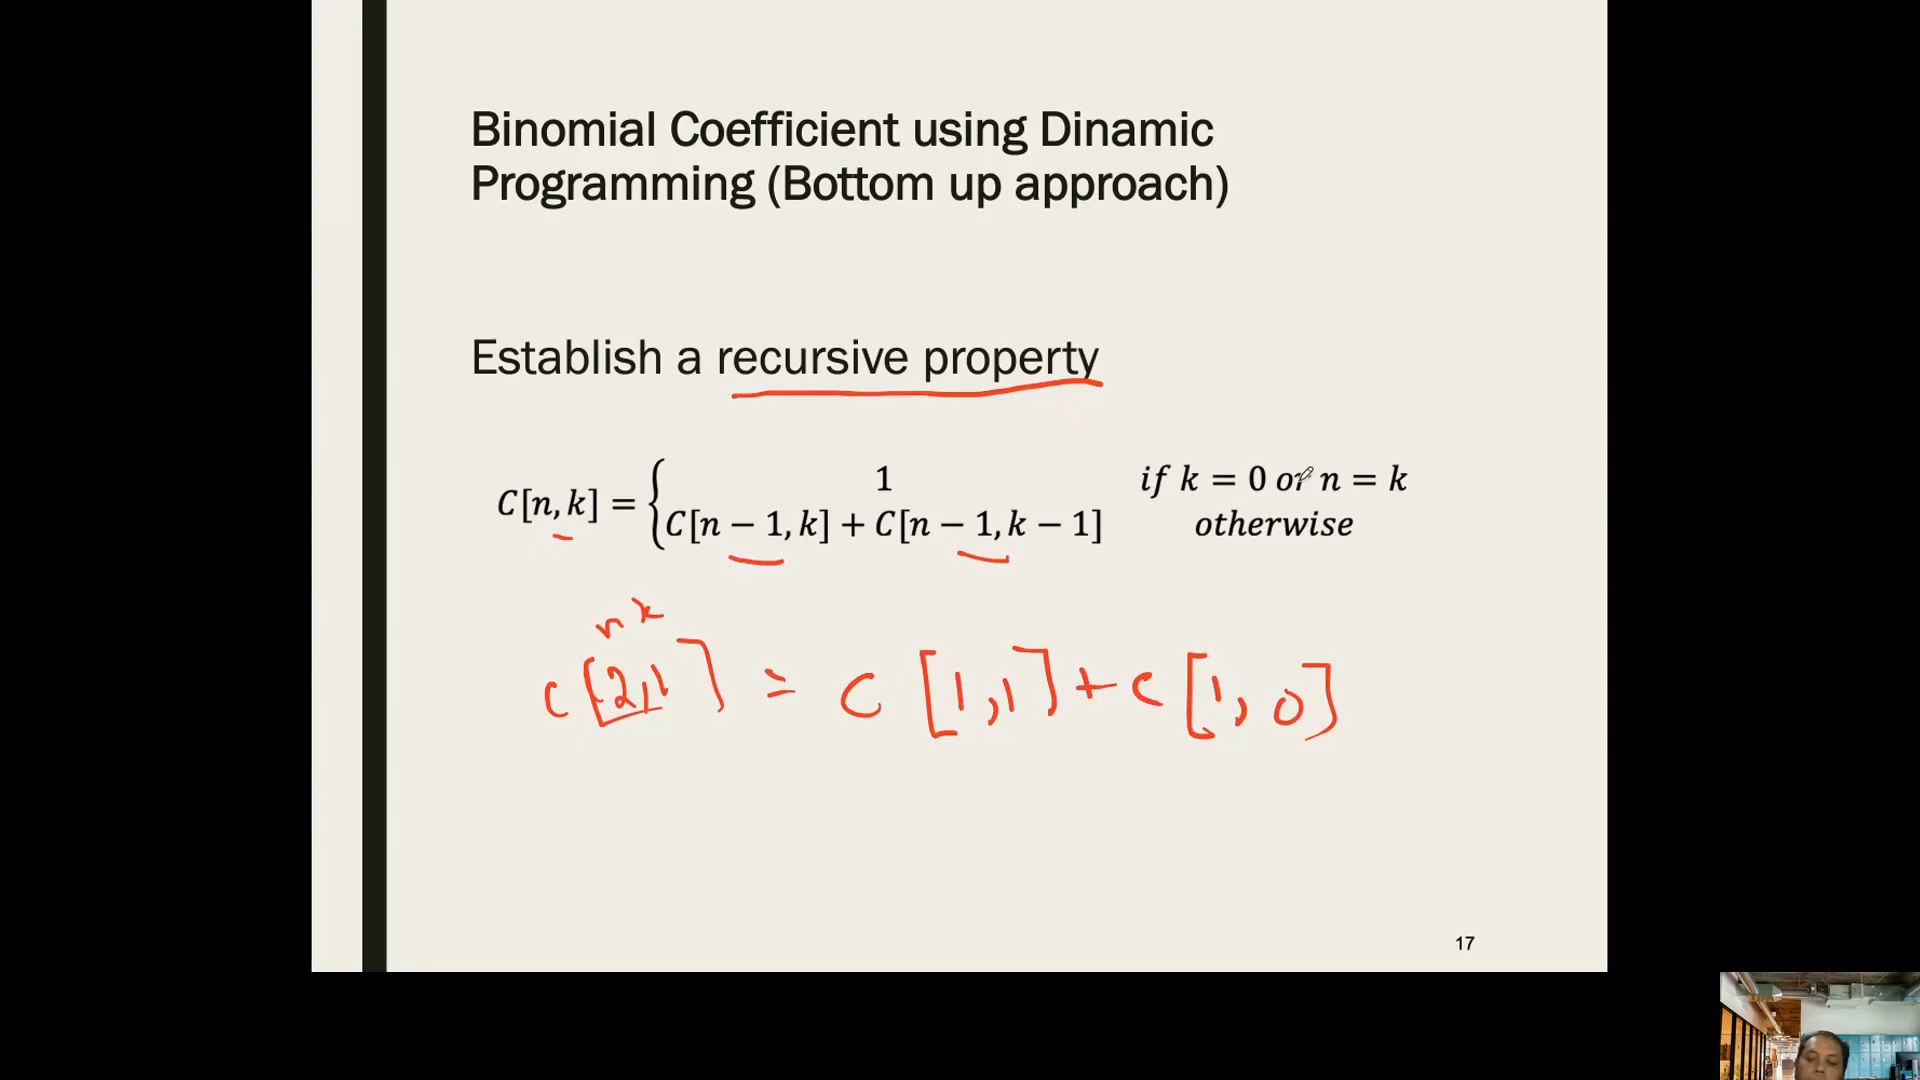 Binomial Coefficient using Dinamic
Programming (Bottom up approach)
Establish a recursive property
C[n, k] = { 1 if k = 0 or n = k
C[n − 1, k] + C[n − 1, k − 1] otherwise
n k
C[2,1] = C[1,1] + C[1,0]
17